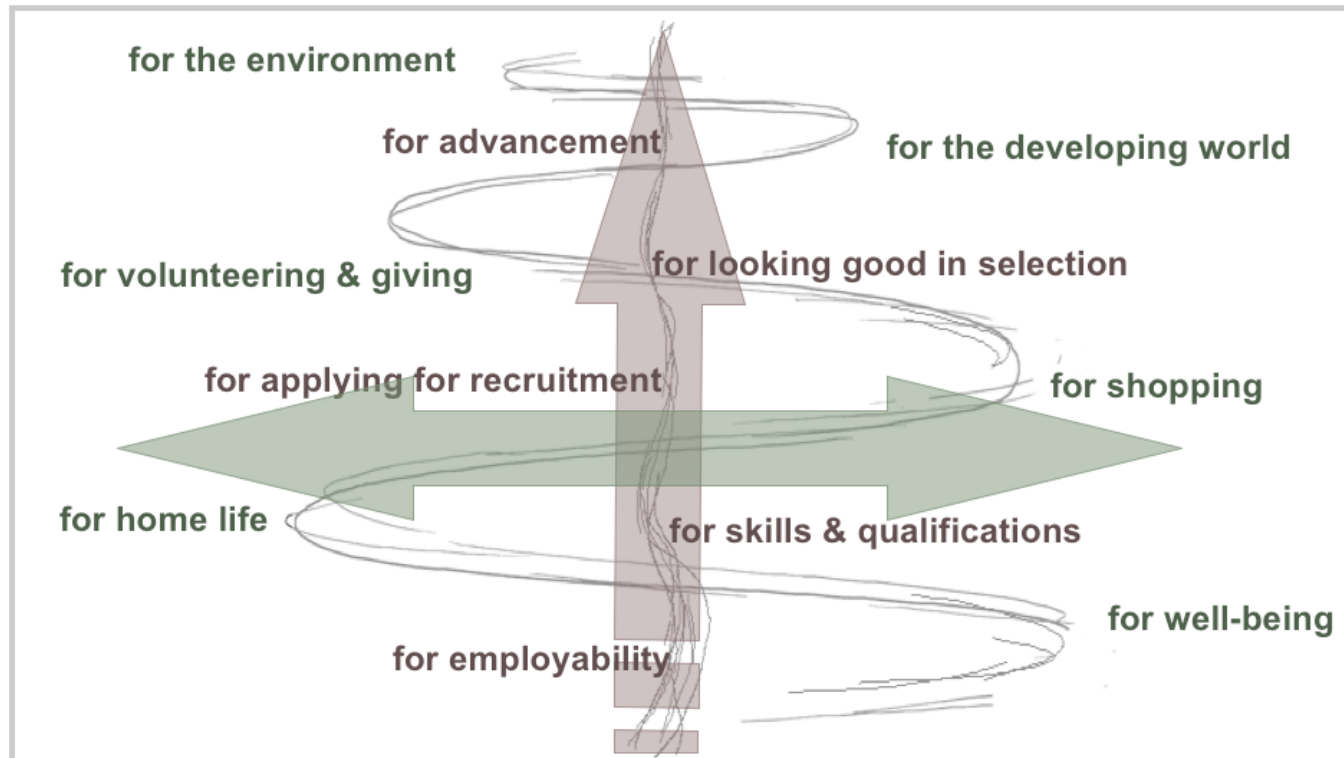 for the environment
for advancement
for the developing world
for looking good in selection
for volunteering & giving
for applying for recruitment
for shopping
for home life
for skills & qualifications
for well-being
for employability